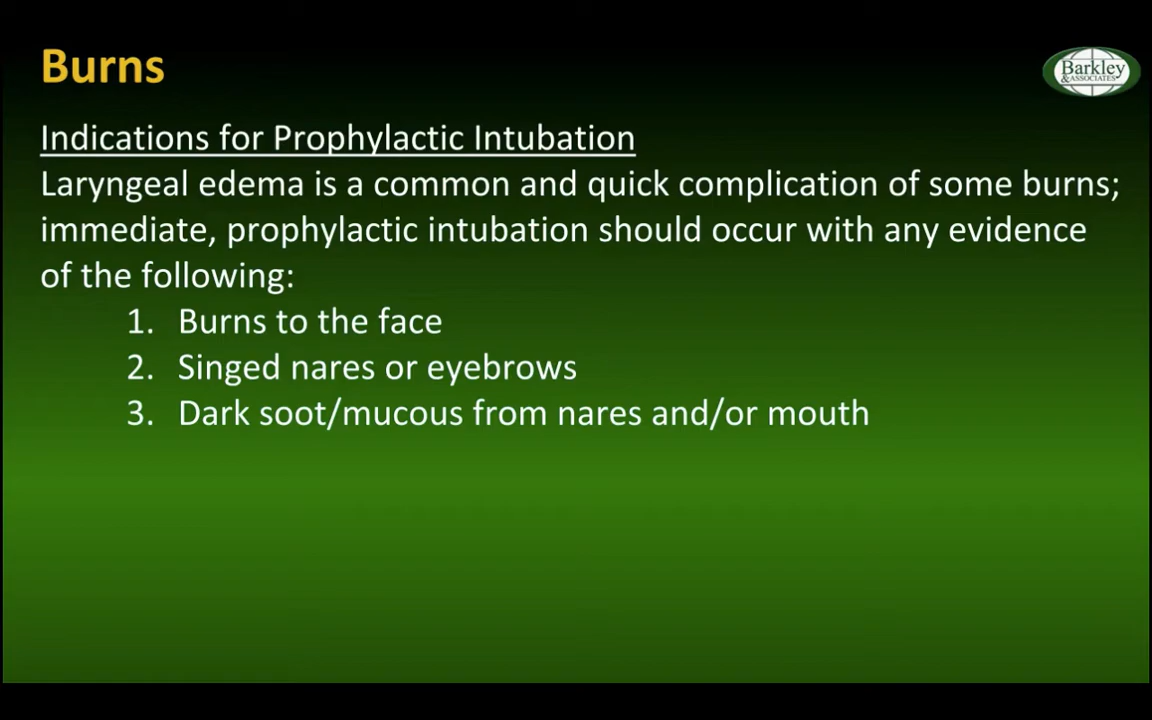 Burns
Barkley
& ASSOCIATES
Indications for Prophylactic Intubation
Laryngeal edema is a common and quick complication of some burns;
immediate, prophylactic intubation should occur with any evidence
of the following:
1. Burns to the face
2. Singed nares or eyebrows
3. Dark soot/mucous from nares and/or mouth